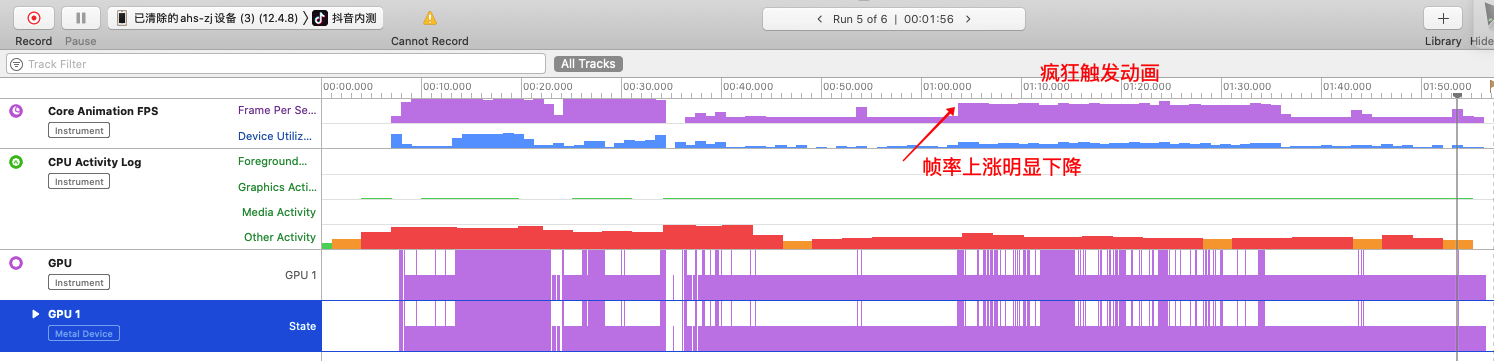 已清除的ahs-zj设备 (3) (12.4.8) 抖音内测
Run 5 of 6 | 00:01:56
Record
Pause
Cannot Record
Library
Track Filter
All Tracks
疯狂触发动画
00:00.000 00:10.000 00:20.000 00:30.000 00:40.000 00:50.000 01:00.000 01:10.000 01:20.000 01:30.000 01:40.000 01:50.000
Core Animation FPS
Frame Per Se...
Instrument
Device Utiliz...
CPU Activity Log
Foreground...
帧率上涨明显下降
Instrument
Graphics Acti...
Media Activity
Other Activity
GPU
GPU 1
Instrument
GPU 1
State
Metal Device